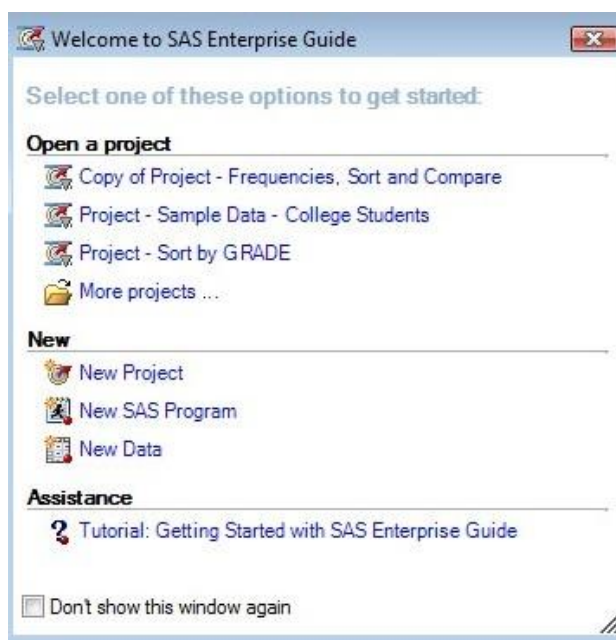 Welcome to SAS Enterprise Guide
Select one of these options to get started:
Open a project
Copy of Project - Frequencies, Sort and Compare
Project - Sample Data - College Students
Project - Sort by GRADE
More projects ...
New
New Project
New SAS Program
New Data
Assistance
Tutorial: Getting Started with SAS Enterprise Guide
Don't show this window again